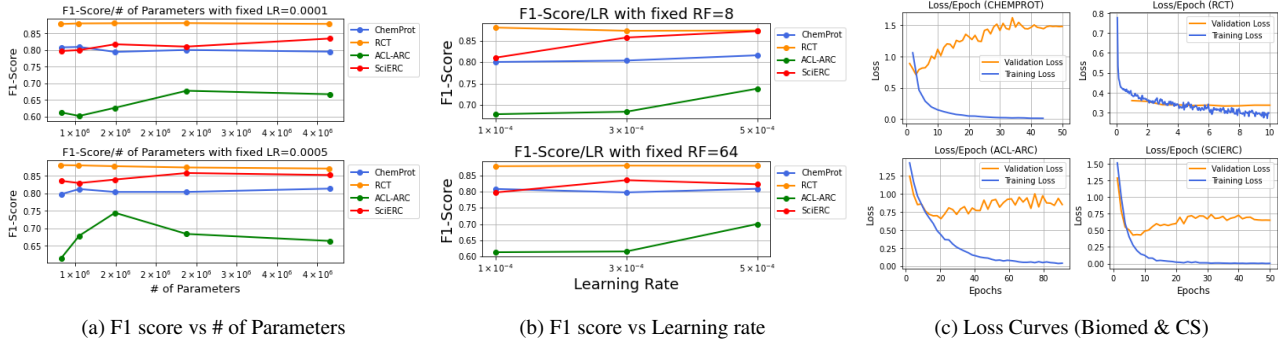 F1-Score/# of Parameters with fixed LR=0.0001
F1-Score
0.85
0.80
0.75
0.70
0.65
0.60
1 × 10⁶ 1 × 10⁶ 2 × 10⁶ 2 × 10⁶ 3 × 10⁶ 4 × 10⁶ 4 × 10⁶
ChemProt
RCT
ACL-ARC
SciERC
F1-Score/# of Parameters with fixed LR=0.0005
F1-Score
0.85
0.80
0.75
0.70
0.65
1 × 10⁶ 1 × 10⁶ 2 × 10⁶ 2 × 10⁶ 3 × 10⁶ 4 × 10⁶ 4 × 10⁶
# of Parameters
ChemProt
RCT
ACL-ARC
SciERC
(a) F1 score vs # of Parameters
F1-Score/LR with fixed RF=8
F1-Score
0.85
0.80
0.75
0.70
1 × 10⁻⁴ 3 × 10⁻⁴ 5 × 10⁻⁴
ChemProt
RCT
ACL-ARC
SciERC
F1-Score/LR with fixed RF=64
F1-Score
0.85
0.80
0.75
0.70
0.65
0.60
1 × 10⁻⁴ 3 × 10⁻⁴ 5 × 10⁻⁴
Learning Rate
ChemProt
RCT
ACL-ARC
SciERC
(b) F1 score vs Learning rate
Loss/Epoch (CHEMPROT)
Loss
1.5
1.0
0.5
0.0
0 10 20 30 40 50
Validation Loss
Training Loss
Loss/Epoch (RCT)
Loss
0.8
0.7
0.6
0.5
0.4
0.3
0 2 4 6 8 10
Validation Loss
Training Loss
Loss/Epoch (ACL-ARC)
Loss
1.25
1.00
0.75
0.50
0.25
0.00
0 20 40 60 80
Epochs
Validation Loss
Training Loss
Loss/Epoch (SCIERC)
Loss
1.50
1.25
1.00
0.75
0.50
0.25
0.00
0 10 20 30 40 50
Epochs
Validation Loss
Training Loss
(c) Loss Curves (Biomed & CS)